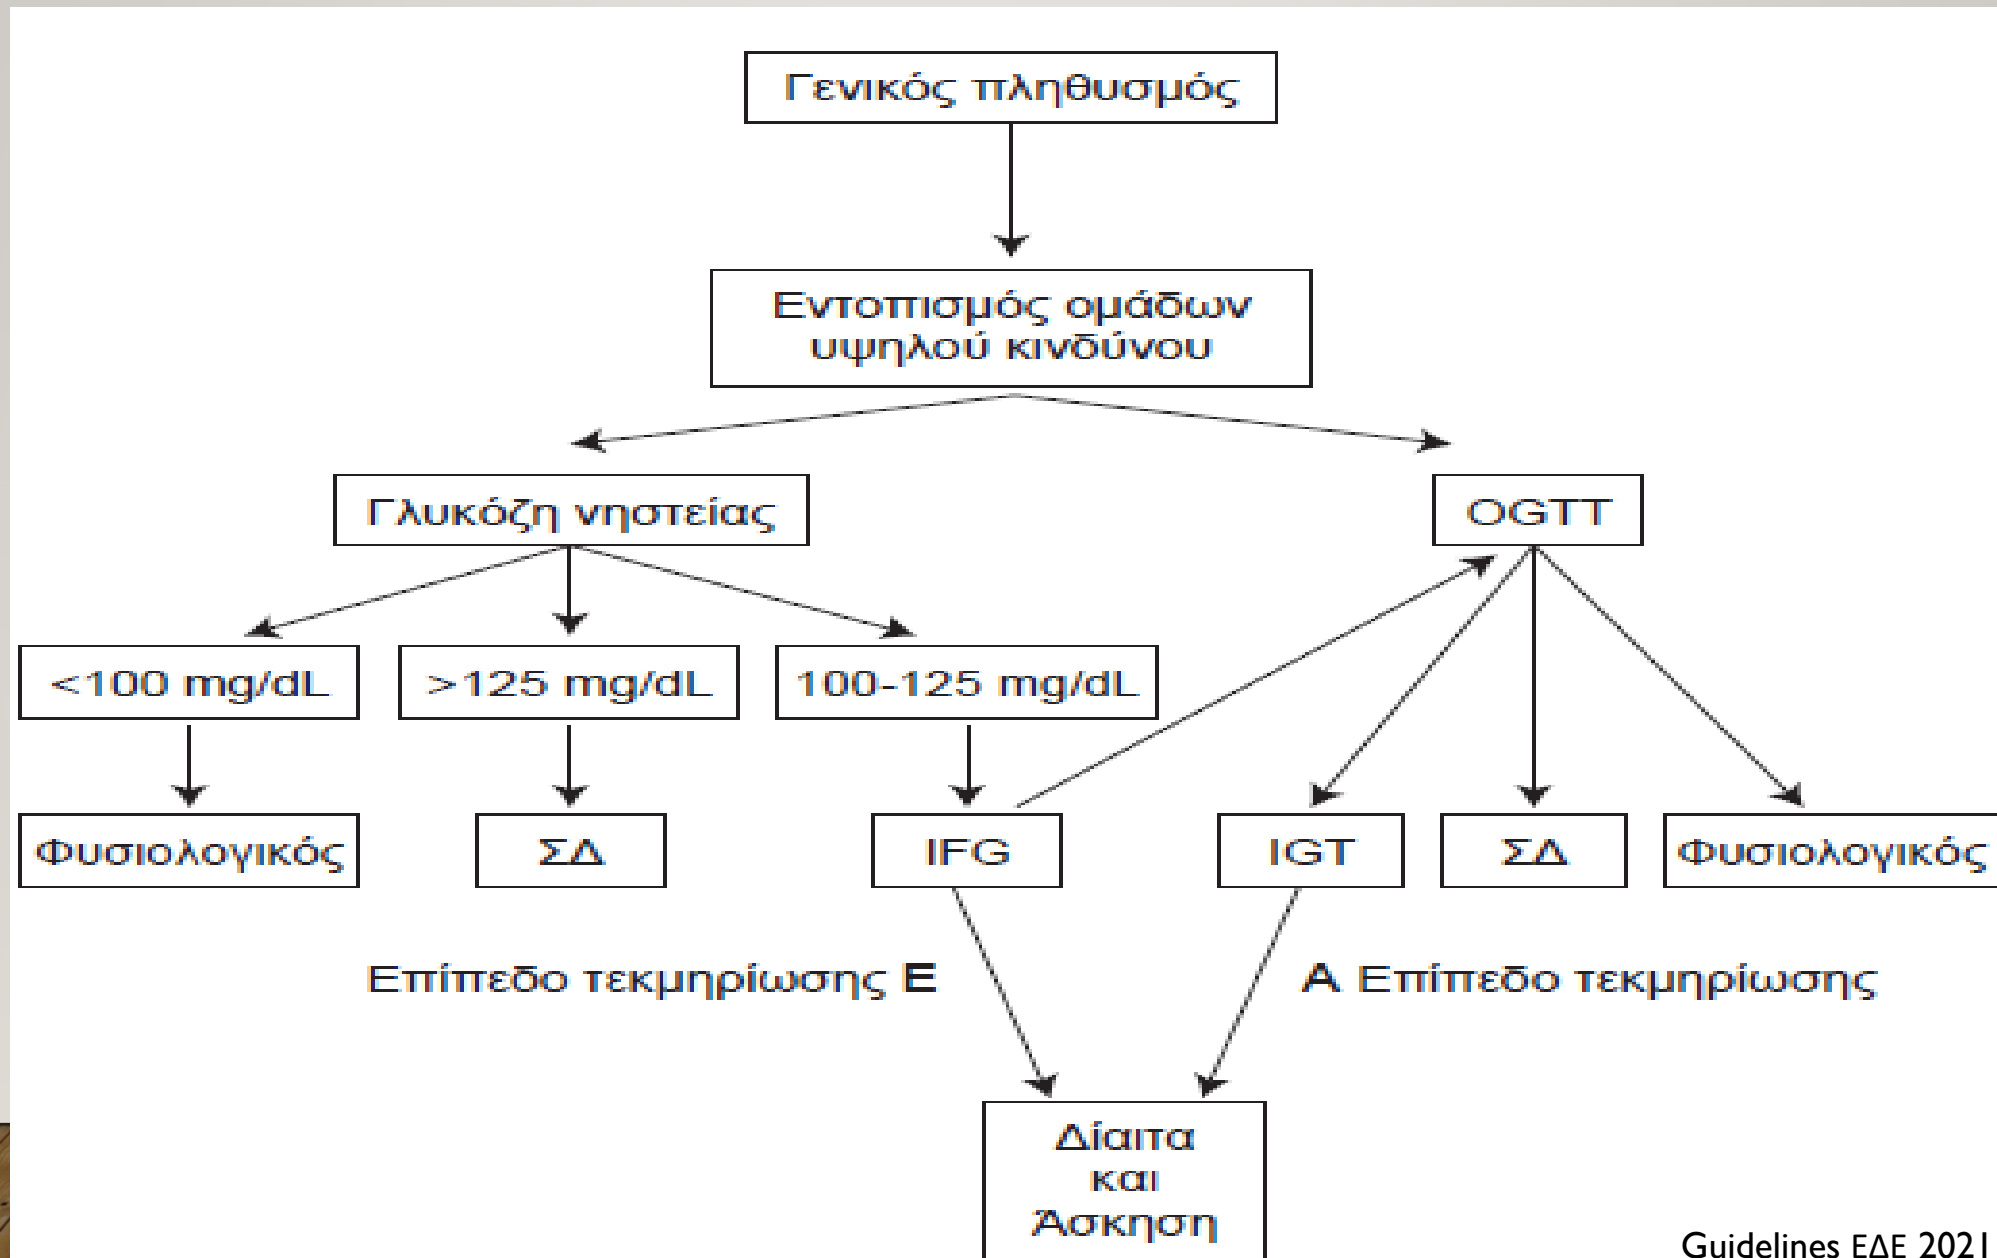 Γενικός πληθυσμός
Εντοπισμός ομάδων
υψηλού κινδύνου
Γλυκόζη νηστείας
OGTT
<100 mg/dL
>125 mg/dL
100-125 mg/dL
Φυσιολογικός
ΣΔ
IFG
IGT
ΣΔ
Φυσιολογικός
Επίπεδο τεκμηρίωσης Ε
Α Επίπεδο τεκμηρίωσης
Δίαιτα
και
Άσκηση
Guidelines ΕΔΕ 2021